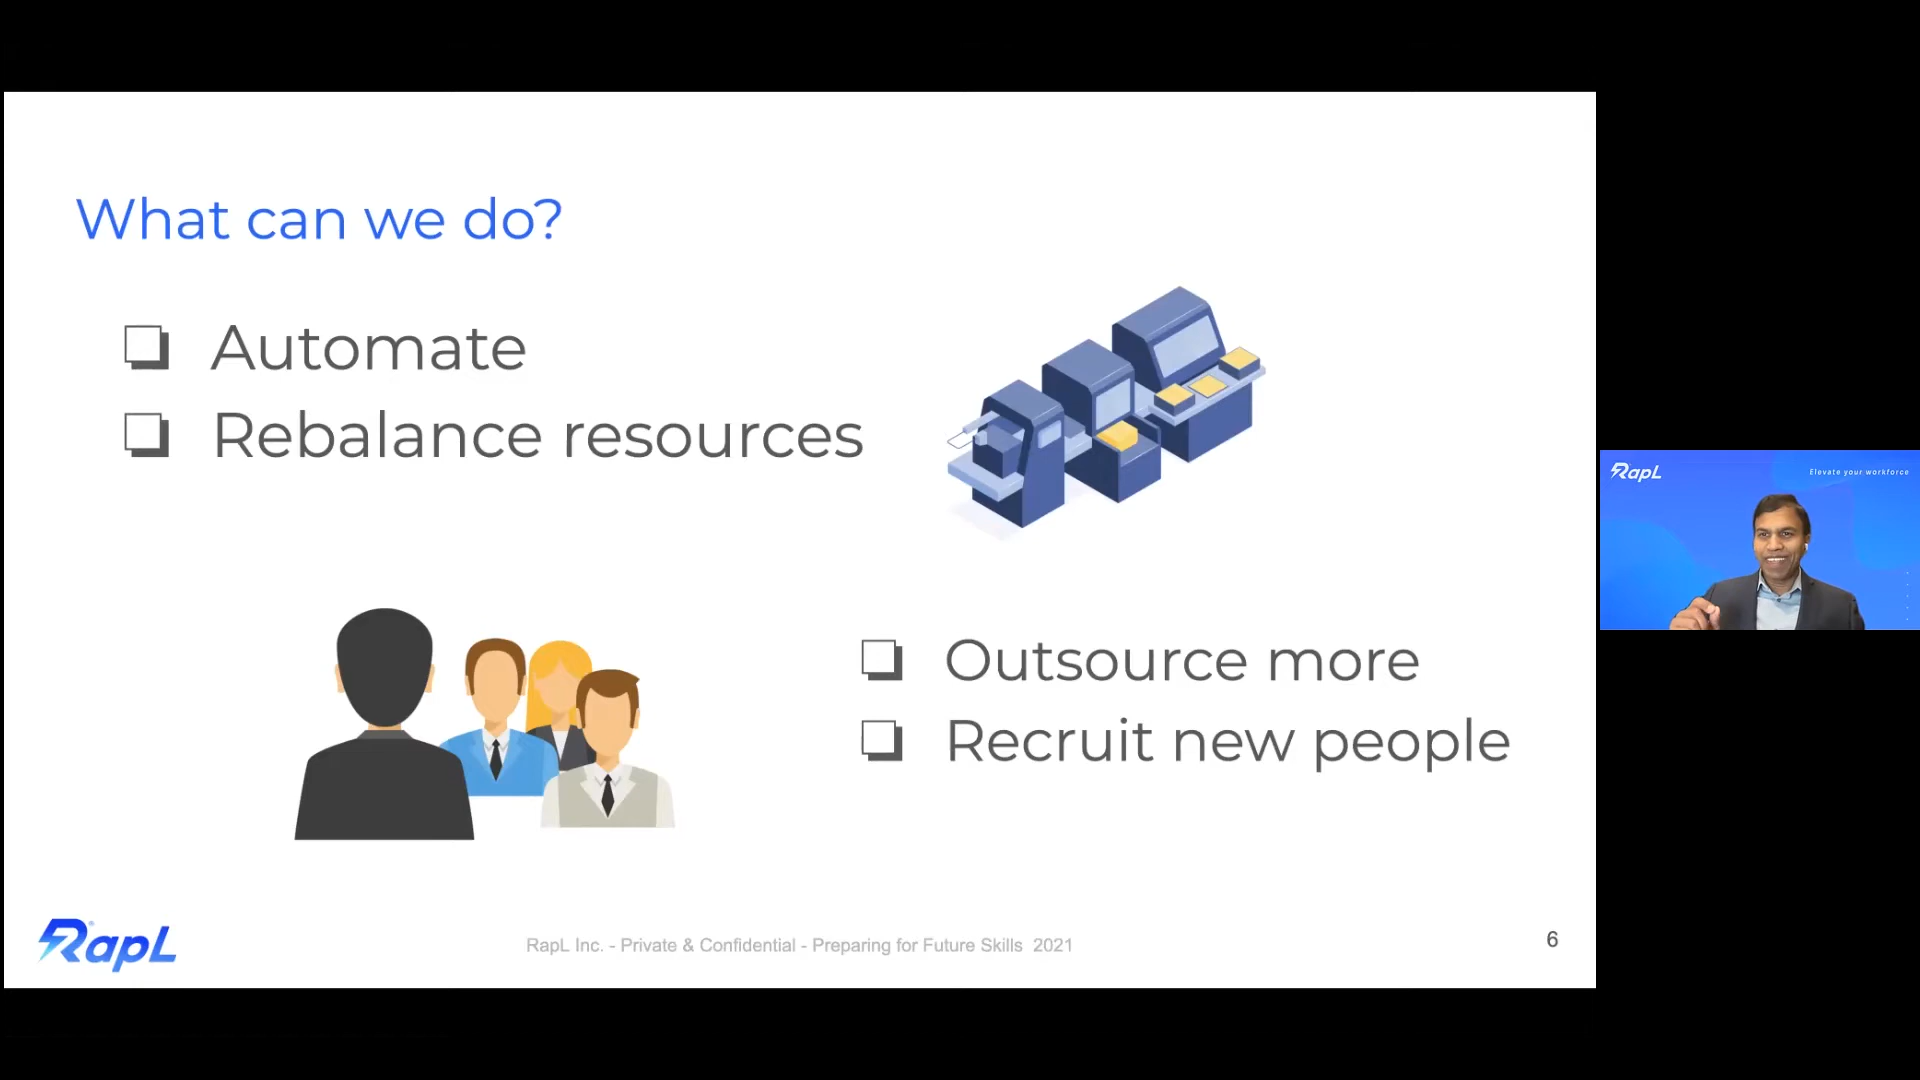 What can we do?
Automate
Rebalance resources
Outsource more
Recruit new people
RapL
RapL Inc. - Private & Confidential - Preparing for Future Skills 2021
6
RapL
Elevate your workforce